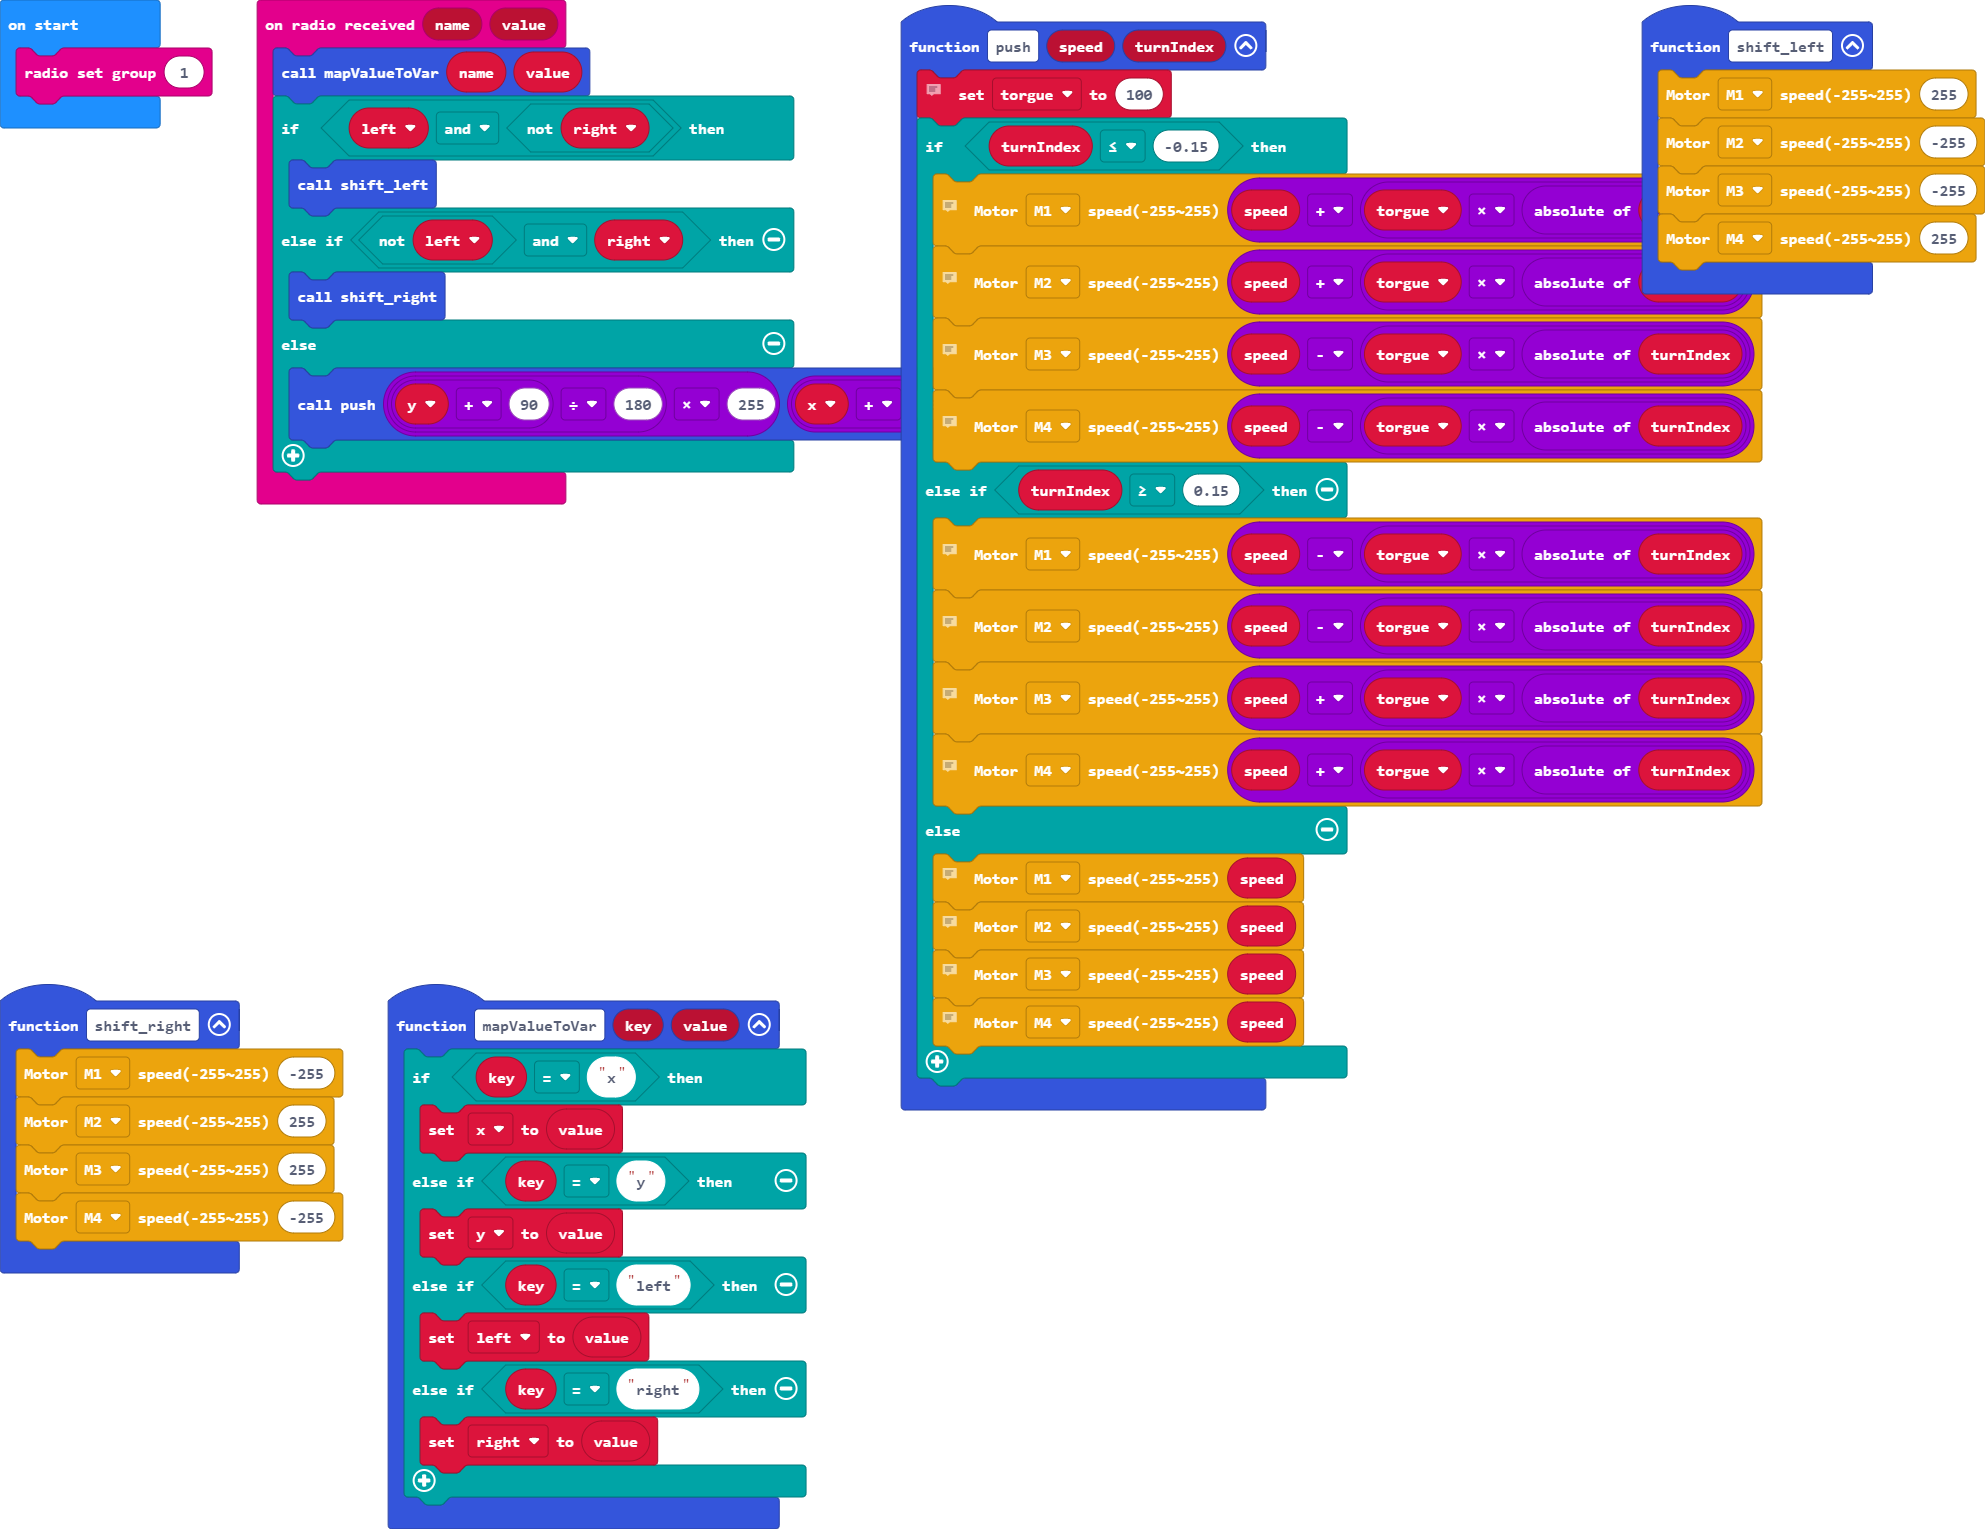 on start
radio set group 1
on radio received name value
call mapValueToVar name value
if left and not right then
call shift_left
else if not left and right then
call shift_right
else
call push y + 90 ÷ 180 × 255 x +
function push speed turnIndex
set torgue to 100
if turnIndex ≤ -0.15 then
Motor M1 speed(-255~255) speed + torgue × absolute of
Motor M2 speed(-255~255) speed + torgue × absolute of
Motor M3 speed(-255~255) speed - torgue × absolute of turnIndex
Motor M4 speed(-255~255) speed - torgue × absolute of turnIndex
else if turnIndex ≥ 0.15 then
Motor M1 speed(-255~255) speed - torgue × absolute of turnIndex
Motor M2 speed(-255~255) speed - torgue × absolute of turnIndex
Motor M3 speed(-255~255) speed + torgue × absolute of turnIndex
Motor M4 speed(-255~255) speed + torgue × absolute of turnIndex
else
Motor M1 speed(-255~255) speed
Motor M2 speed(-255~255) speed
Motor M3 speed(-255~255) speed
Motor M4 speed(-255~255) speed
function shift_left
Motor M1 speed(-255~255) 255
Motor M2 speed(-255~255) -255
Motor M3 speed(-255~255) -255
Motor M4 speed(-255~255) 255
function shift_right
Motor M1 speed(-255~255) -255
Motor M2 speed(-255~255) 255
Motor M3 speed(-255~255) 255
Motor M4 speed(-255~255) -255
function mapValueToVar key value
if key = "x" then
set x to value
else if key = "y" then
set y to value
else if key = "left" then
set left to value
else if key = "right" then
set right to value